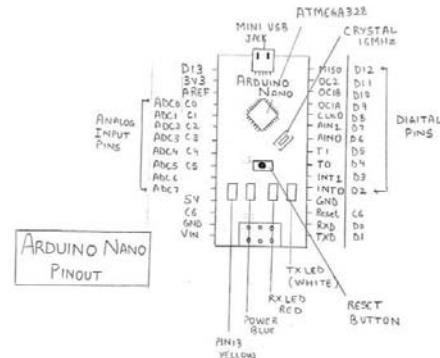 ATMEGA328
MINI USB
JACK
CRYSTAL
16MHz
ARDUINO
NANO
D13
3V3
AREF
ADC0 C0
ADC1 C1
ADC2 C2
ADC3 C3
ADC4 C4
ADC5 C5
ADC6
ADC7
5V
C6
GND
VIN
MISO D12
OC2 D11
OC1B D10
OC1A D9
CLK0 D8
AIN1 D7
AIN0 D6
T1 D5
T0 D4
INT1 D3
INT0 D2
GND
Reset C6
RXD D0
TXD D1
ANALOG
INPUT
PINS
DIGITAL
PINS
ARDUINO NANO
PINOUT
TX LED
(WHITE)
RX LED
RED
POWER
BLUE
PIN13
YELLOW
RESET
BUTTON